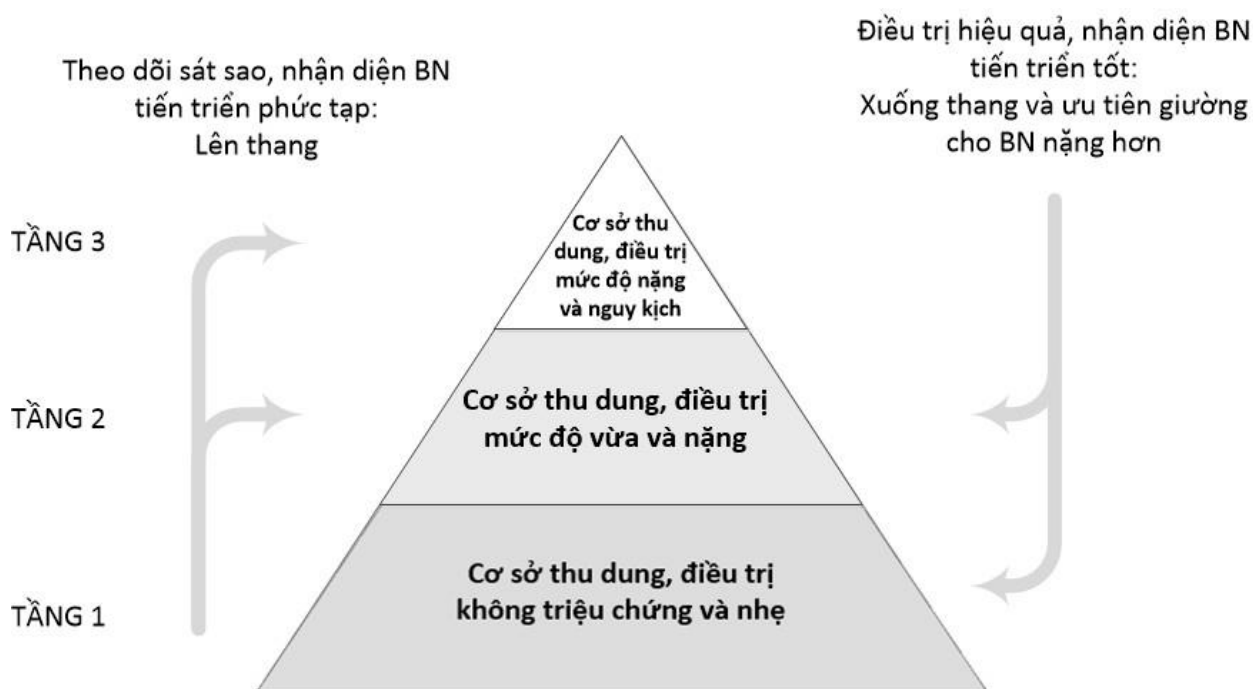 Theo dõi sát sao, nhận diện BN
tiến triển phức tạp:
Lên thang
Điều trị hiệu quả, nhận diện BN
tiến triển tốt:
Xuống thang và ưu tiên giường
cho BN nặng hơn
TẦNG 3
Cơ sở thu
dung, điều trị
mức độ nặng
và nguy kịch
TẦNG 2
Cơ sở thu dung, điều trị
mức độ vừa và nặng
TẦNG 1
Cơ sở thu dung, điều trị
không triệu chứng và nhẹ